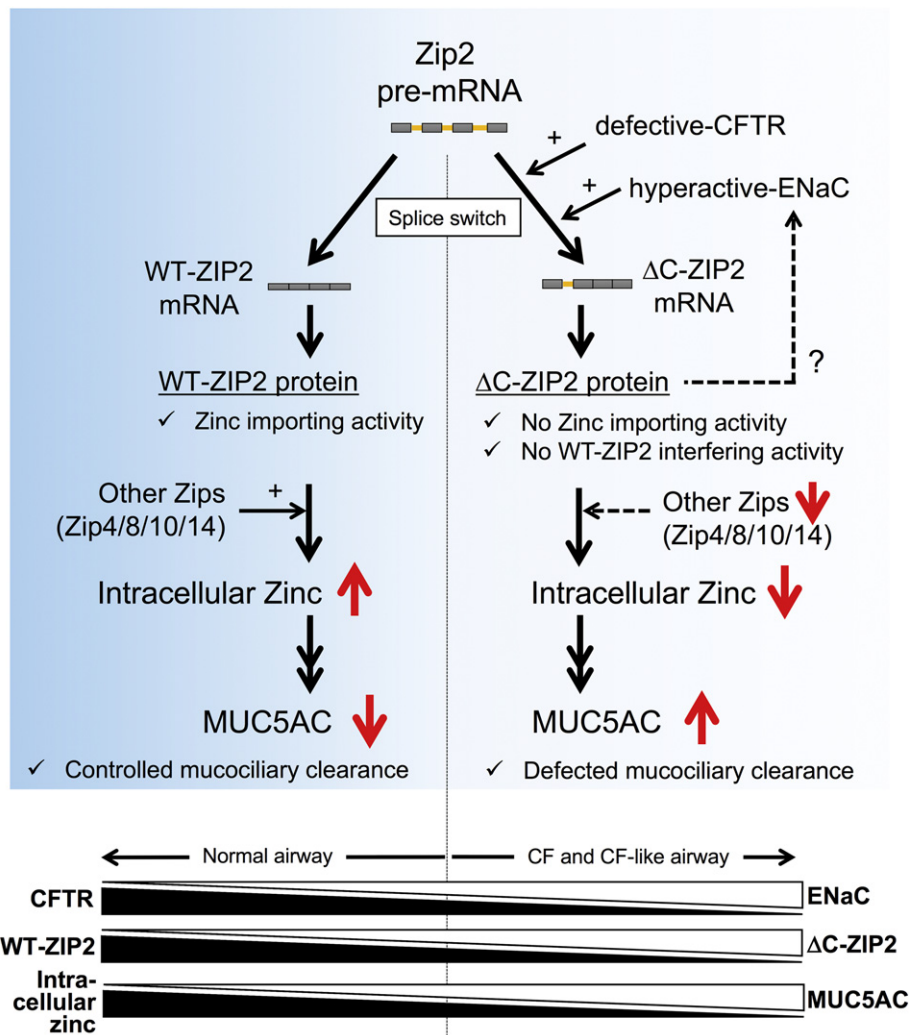 Zip2
pre-mRNA
defective-CFTR
+
hyperactive-ENaC
+
Splice switch
WT-ZIP2
mRNA
ΔC-ZIP2
mRNA
?
WT-ZIP2 protein
✓ Zinc importing activity
ΔC-ZIP2 protein
✓ No Zinc importing activity
✓ No WT-ZIP2 interfering activity
Other Zips
(Zip4/8/10/14)
+
Other Zips
(Zip4/8/10/14)
Intracellular Zinc
Intracellular Zinc
MUC5AC
MUC5AC
✓ Controlled mucociliary clearance
✓ Defected mucociliary clearance
Normal airway
CF and CF-like airway
CFTR
ENaC
WT-ZIP2
ΔC-ZIP2
Intra-
cellular
zinc
MUC5AC